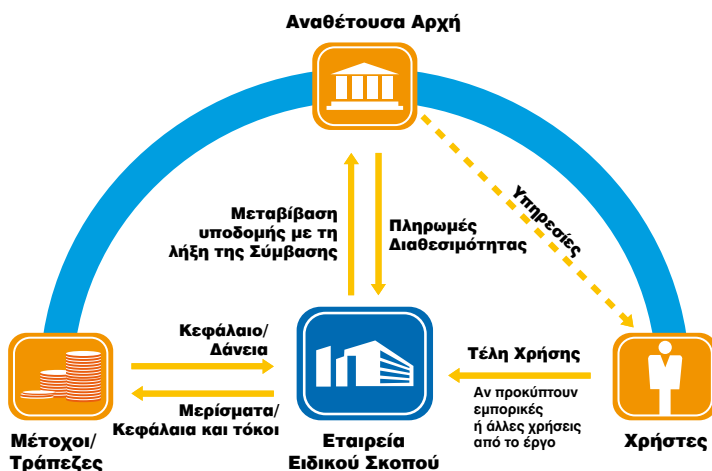 Αναθέτουσα Αρχή
Υπηρεσίες
Μεταβίβαση
υποδομής με τη
λήξη της Σύμβασης
Πληρωμές
Διαθεσιμότητας
Κεφάλαιο/
Δάνεια
Μερίσματα/
Κεφάλαια και τόκοι
Τέλη Χρήσης
Αν προκύπτουν
εμπορικές
ή άλλες χρήσεις
από το έργο
Μέτοχοι/
Τράπεζες
Εταιρεία
Ειδικού Σκοπού
Χρήστες